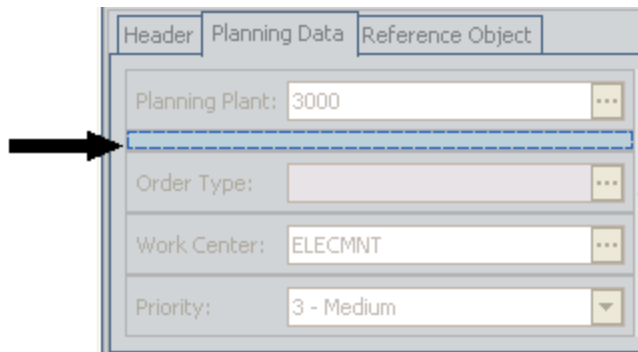 Header Planning Data Reference Object
Planning Plant: 3000 ...
Order Type: ...
Work Center: ELECMNT ...
Priority: 3 - Medium